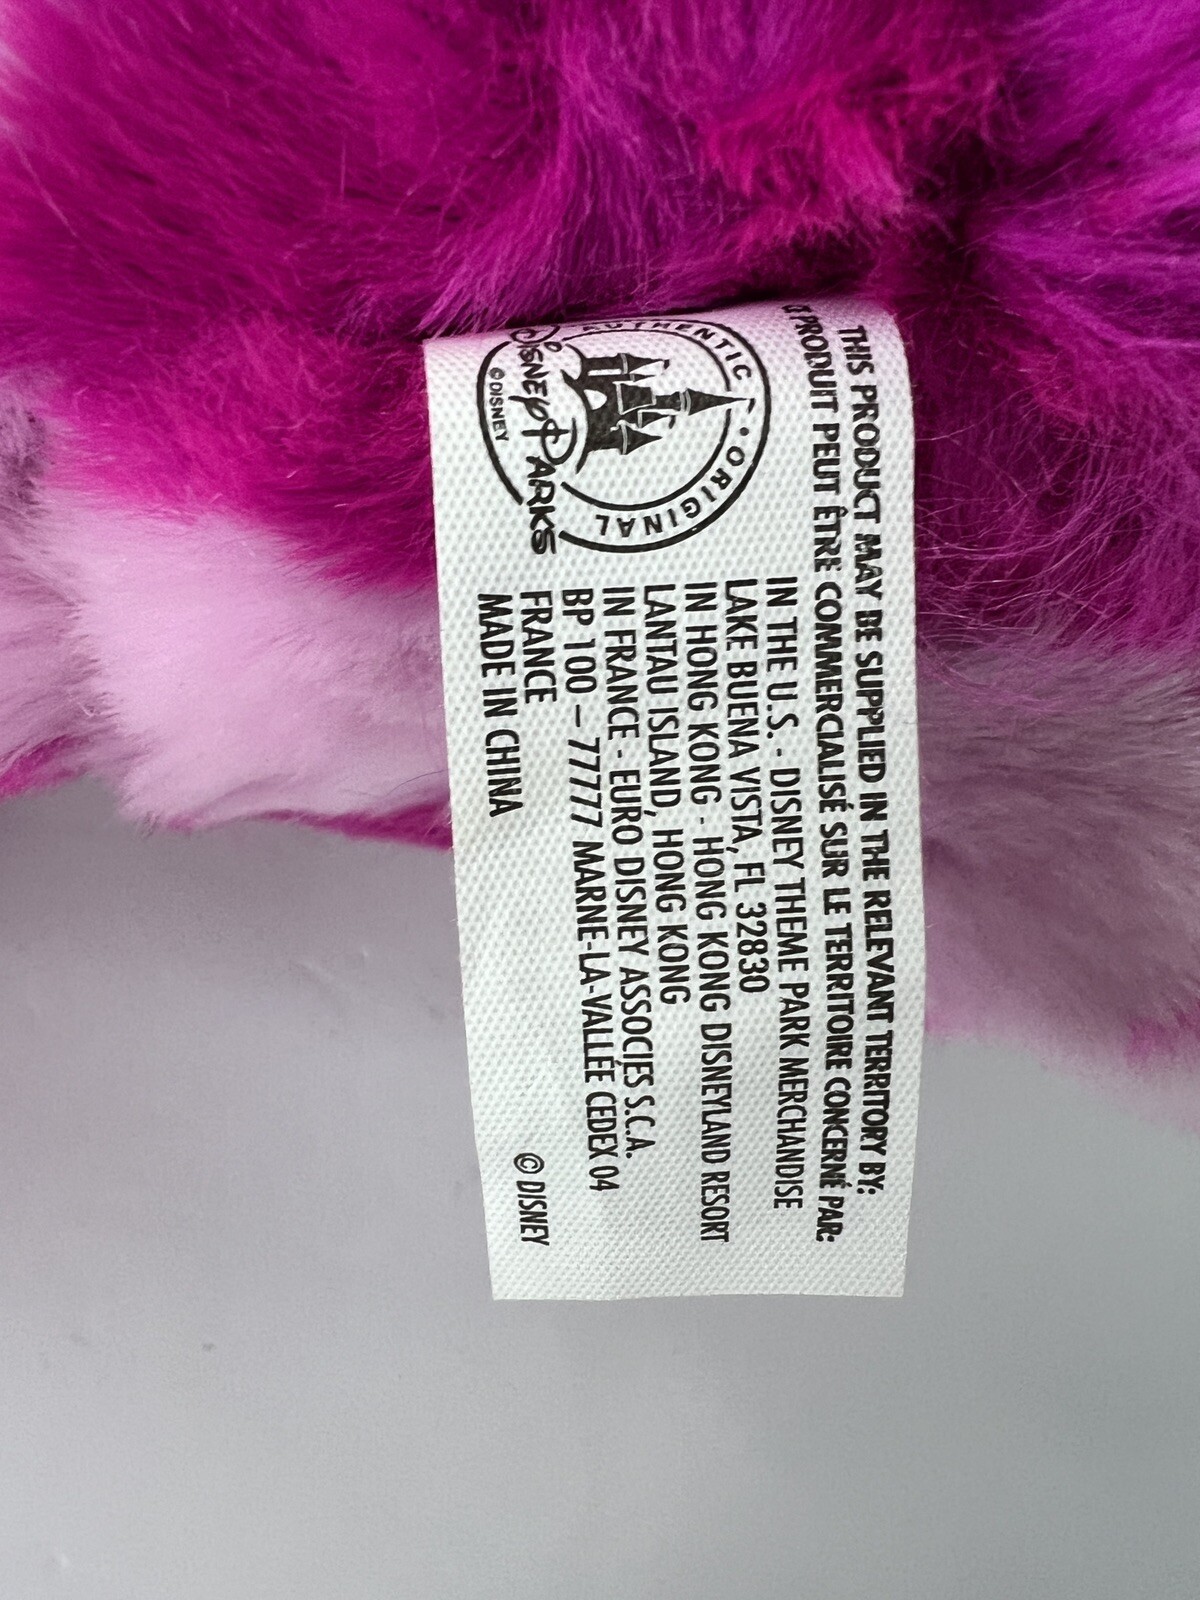 AUTHENTIC • ORIGINAL
Disney Parks
© DISNEY
THIS PRODUCT MAY BE SUPPLIED IN THE RELEVANT TERRITORY BY:
CE PRODUIT PEUT ÊTRE COMMERCIALISÉ SUR LE TERRITOIRE CONCERNÉ PAR:
IN THE U.S. - DISNEY THEME PARK MERCHANDISE
LAKE BUENA VISTA, FL 32830
IN HONG KONG - HONG KONG DISNEYLAND RESORT
LANTAU ISLAND, HONG KONG
IN FRANCE - EURO DISNEY ASSOCIES S.C.A.
BP 100 – 77777 MARNE-LA-VALLÉE CEDEX 04
FRANCE
MADE IN CHINA
© DISNEY